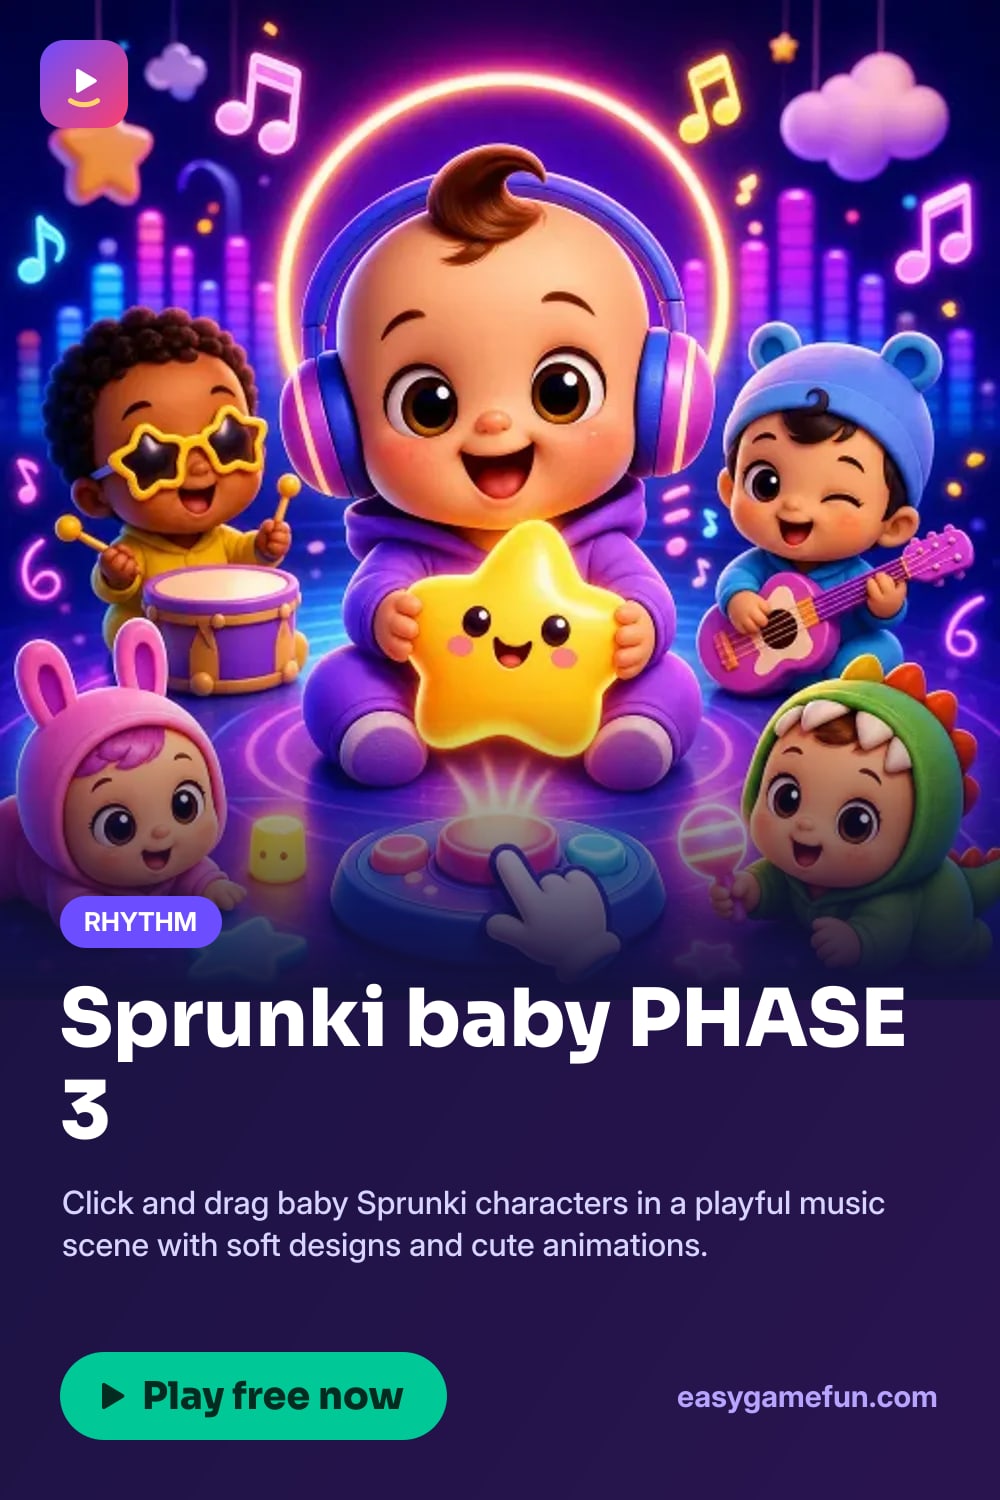 RHYTHM
Sprunki baby PHASE
3
Click and drag baby Sprunki characters in a playful music
scene with soft designs and cute animations.
Play free now
easygamefun.com